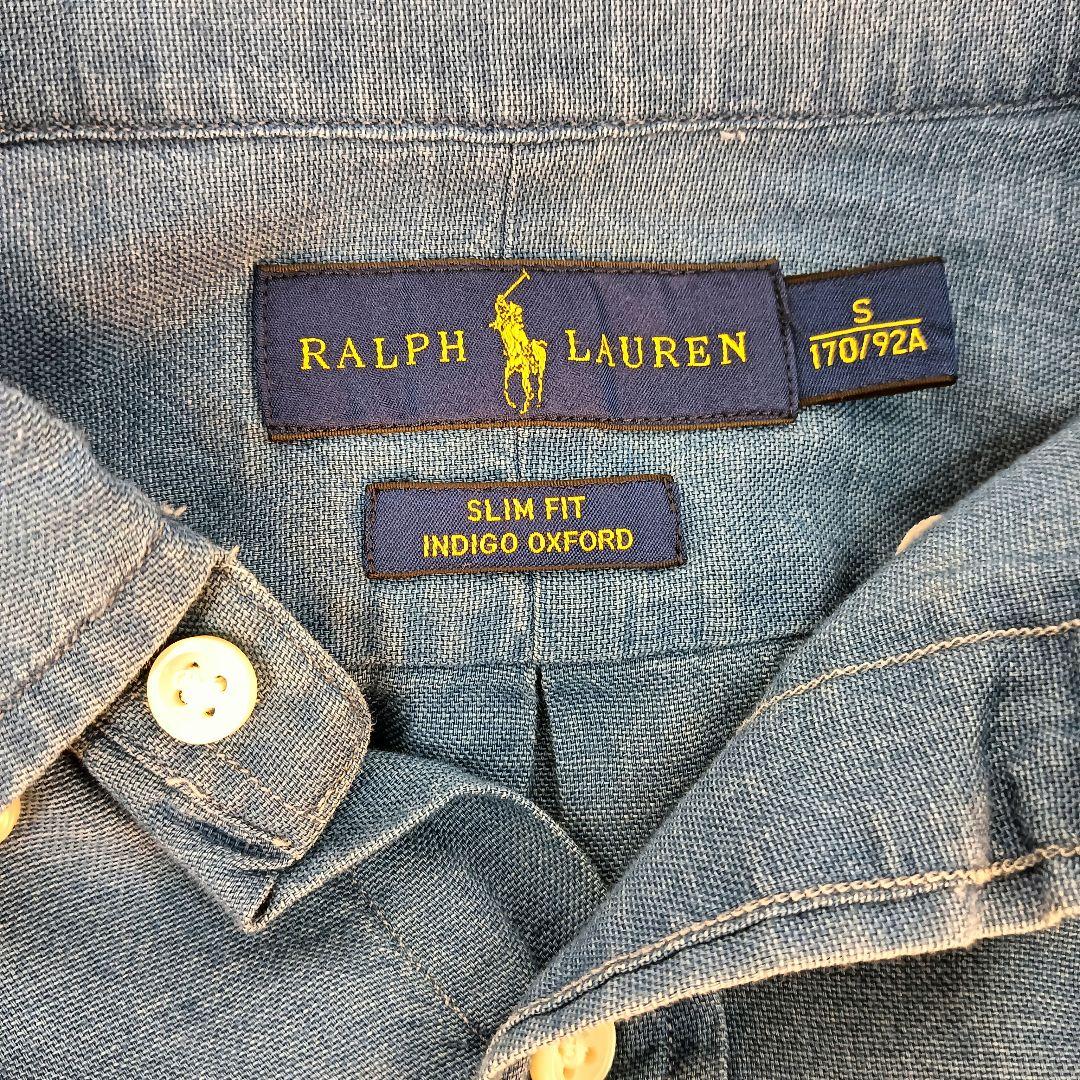 RALPH LAUREN
S
170/92A
SLIM FIT
INDIGO OXFORD